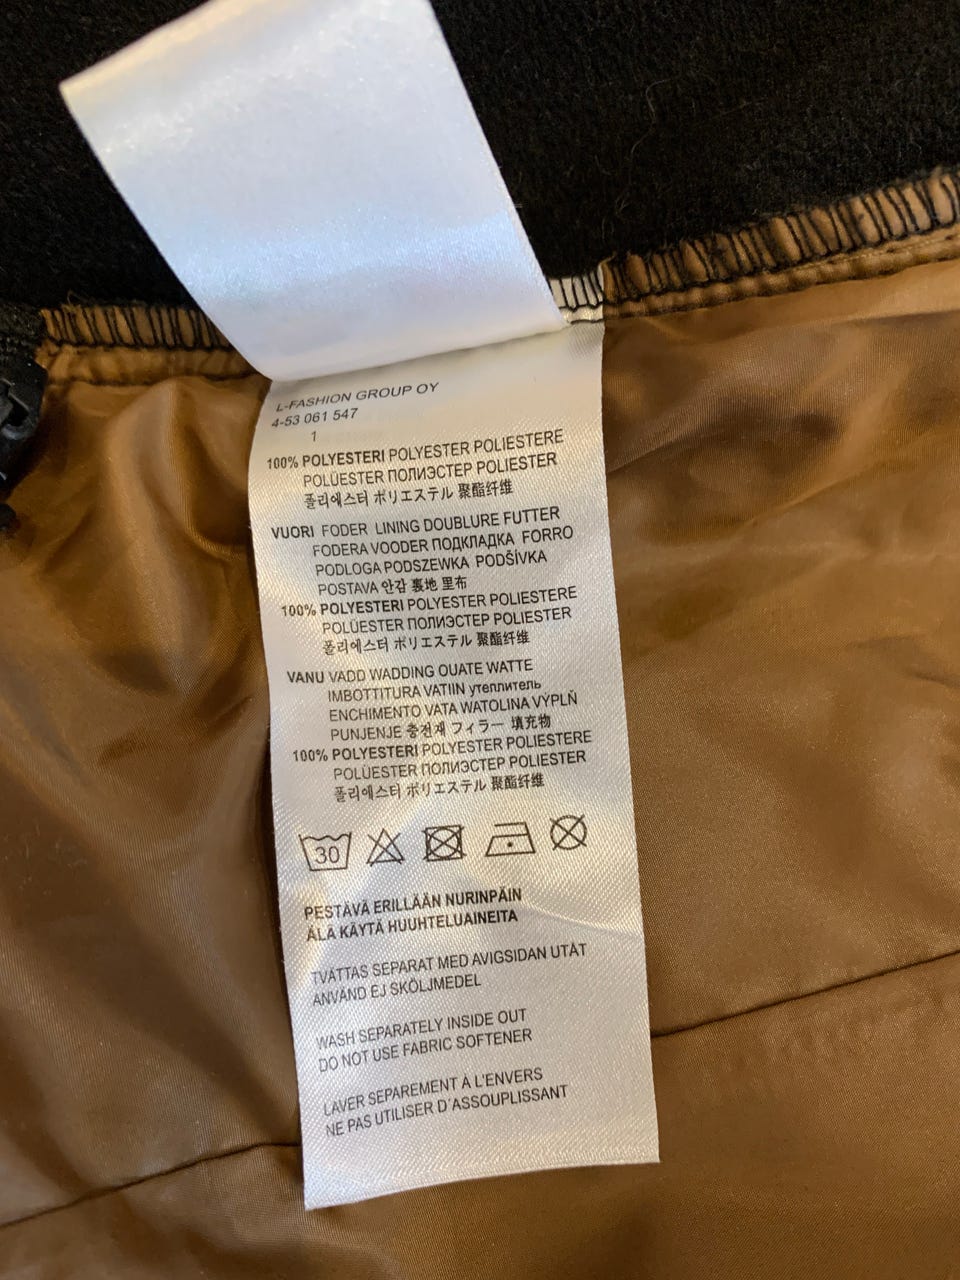 L-FASHION GROUP OY
4-53 061 547
1
100% POLYESTERI POLYESTER POLIESTERE
POLÜESTER ПОЛИЭСТЕР POLIESTER
폴리에스터 ポリエステル 聚酯纤维
VUORI FODER LINING DOUBLURE FUTTER
FODERA VOODER ПОДКЛАДКА FORRO
PODLOGA PODSZEWKA PODŠÍVKA
POSTAVA 안감 裏地 里布
100% POLYESTERI POLYESTER POLIESTERE
POLÜESTER ПОЛИЭСТЕР POLIESTER
폴리에스터 ポリエステル 聚酯纤维
VANU VADD WADDING OUATE WATTE
IMBOTTITURA VATIIN утеплитель
ENCHIMENTO VATA WATOLINA VÝPLŇ
PUNJENJE 충전재 フィラー 填充物
100% POLYESTERI POLYESTER POLIESTERE
POLÜESTER ПОЛИЭСТЕР POLIESTER
폴리에스터 ポリエステル 聚酯纤维
30
PESTÄVÄ ERILLÄÄN NURINPÄIN
ÄLÄ KÄYTÄ HUUHTELUAINEITA
TVÄTTAS SEPARAT MED AVIGSIDAN UTÅT
ANVÄND EJ SKÖLJMEDEL
WASH SEPARATELY INSIDE OUT
DO NOT USE FABRIC SOFTENER
LAVER SEPAREMENT À L'ENVERS
NE PAS UTILISER D´ASSOUPLISSANT